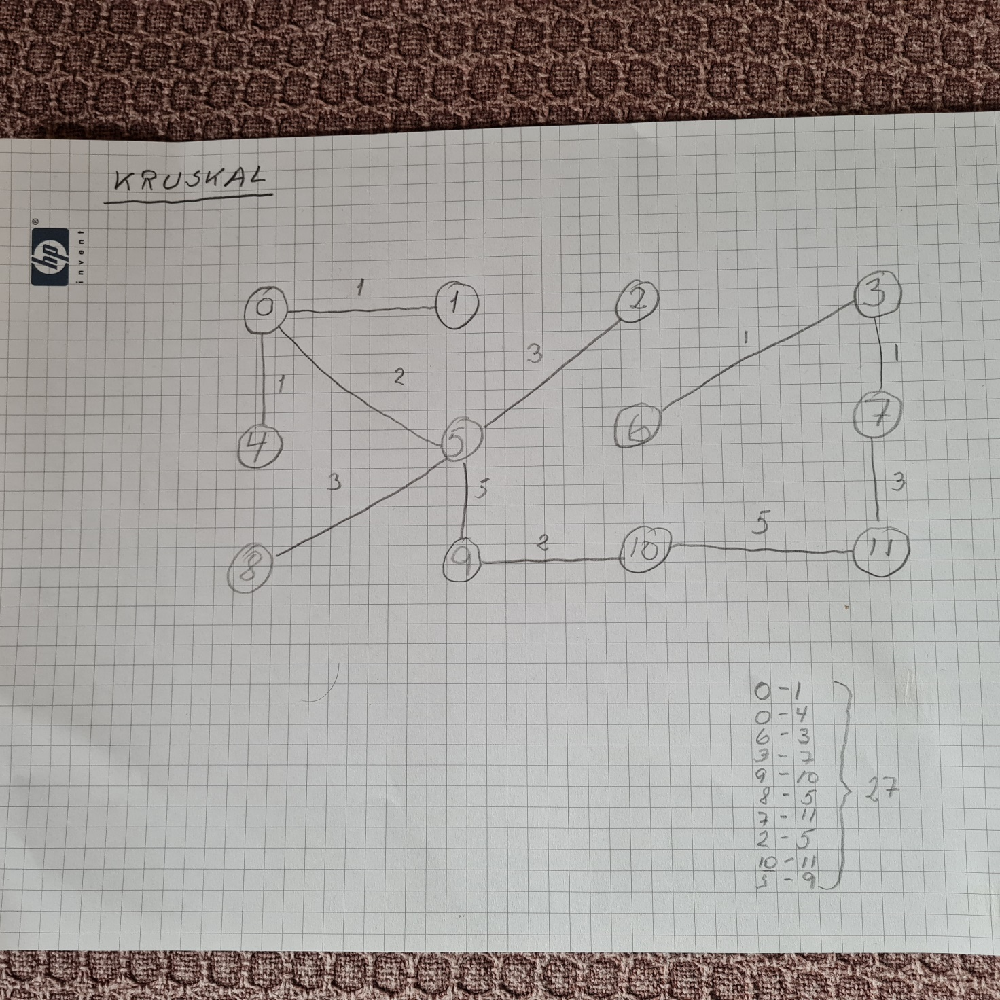 KRUSKAL
hp ®
invent
0 1 1 2 3
1 2 3 1 1
4 5 6 7
3 5 3
8 9 2 10 5 11
0 - 1
0 - 4
6 - 3
3 - 7
9 - 10
8 - 5
7 - 11
2 - 5
10 - 11
5 - 9
27